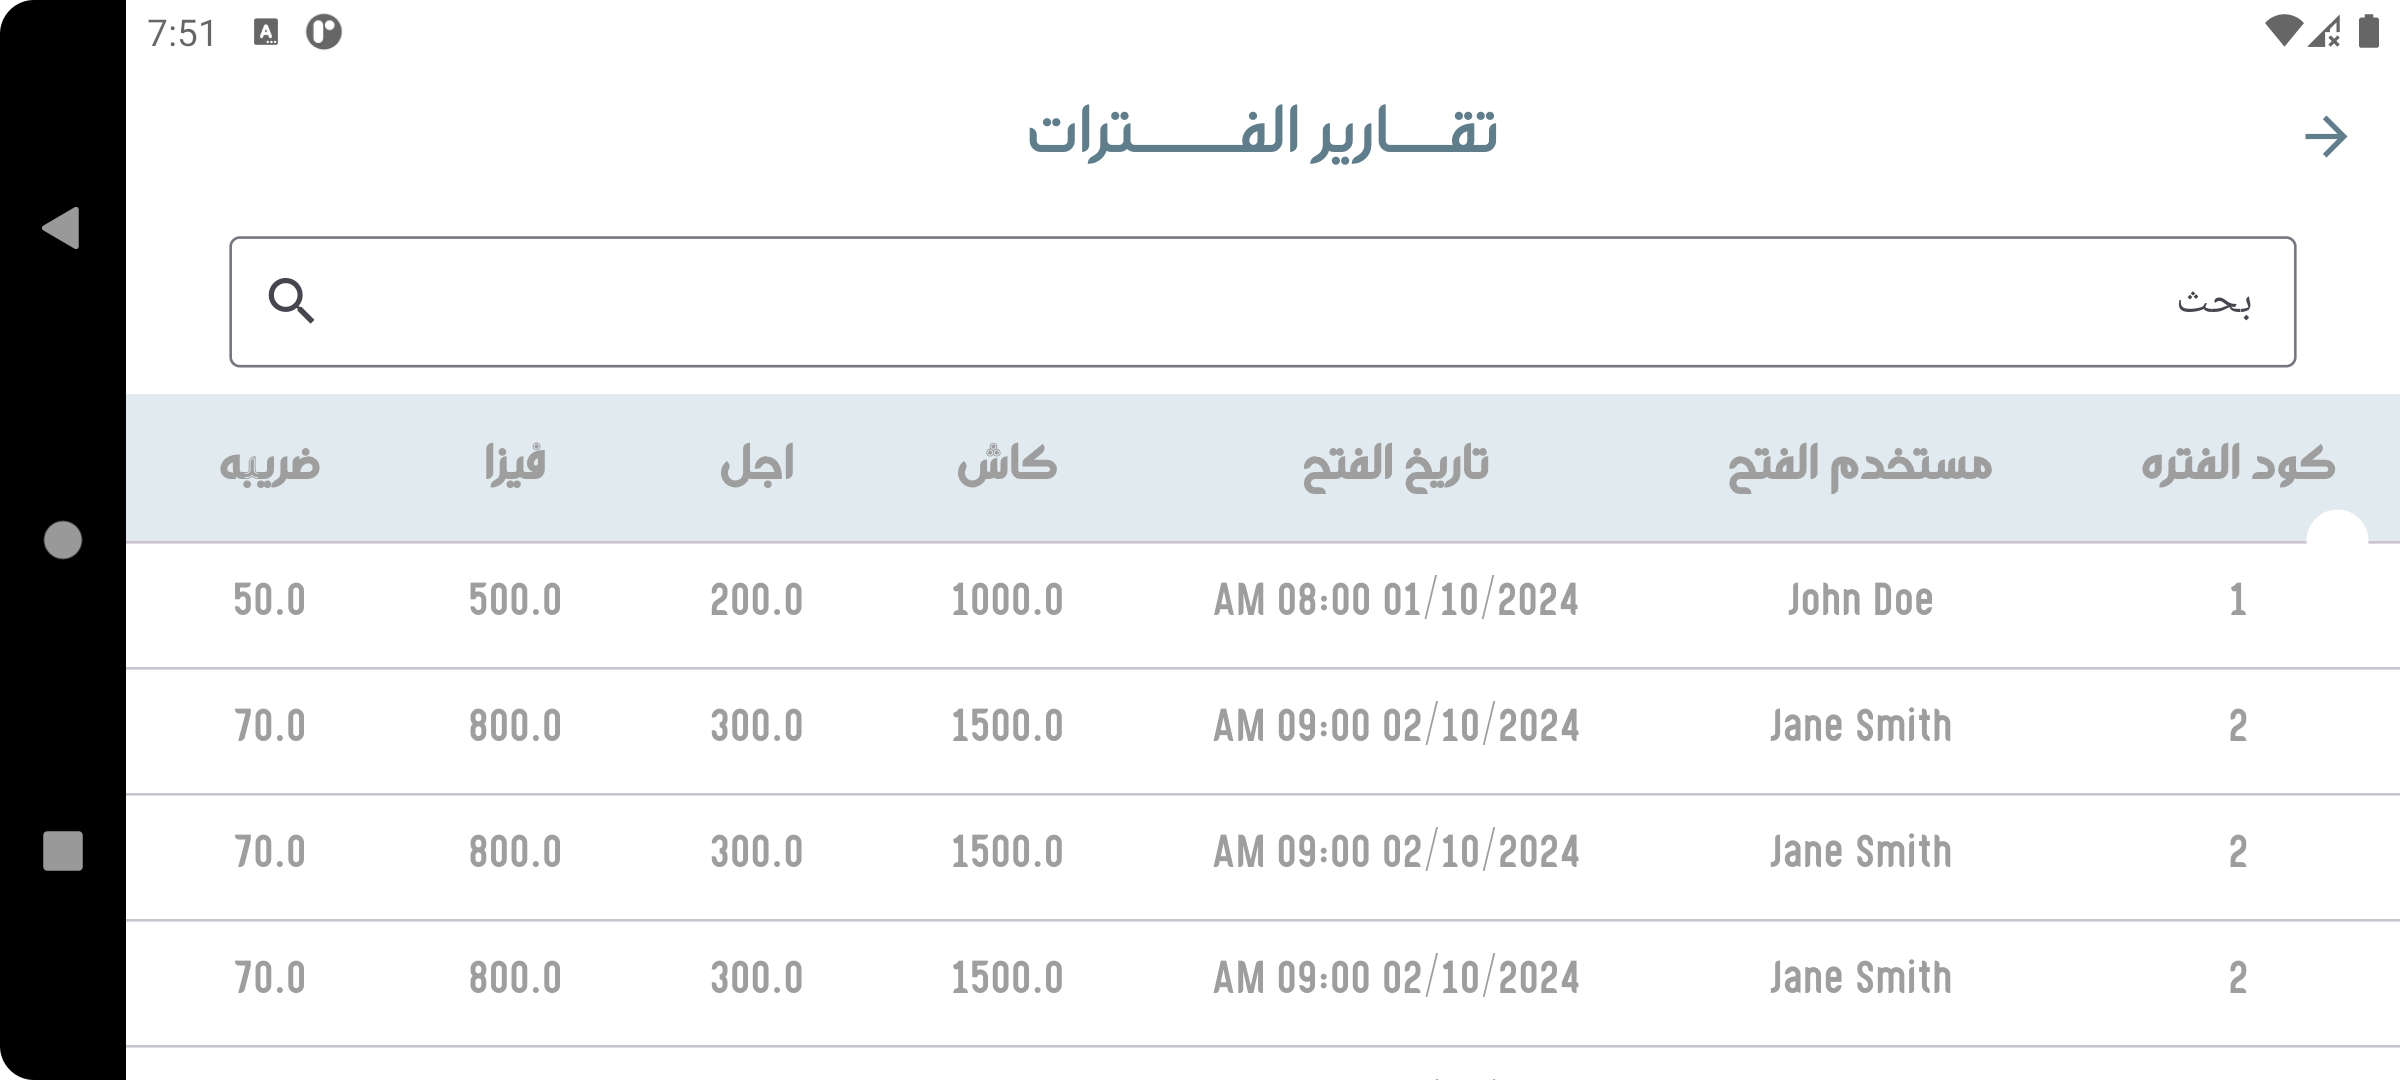 7:51
تقـــارير الفـــــترات
بحث
كود الفتره مستخدم الفتح تاريخ الفتح كاش اجل فيزا ضريبه
1 John Doe AM 08:00 01/10/2024 1000.0 200.0 500.0 50.0
2 Jane Smith AM 09:00 02/10/2024 1500.0 300.0 800.0 70.0
2 Jane Smith AM 09:00 02/10/2024 1500.0 300.0 800.0 70.0
2 Jane Smith AM 09:00 02/10/2024 1500.0 300.0 800.0 70.0